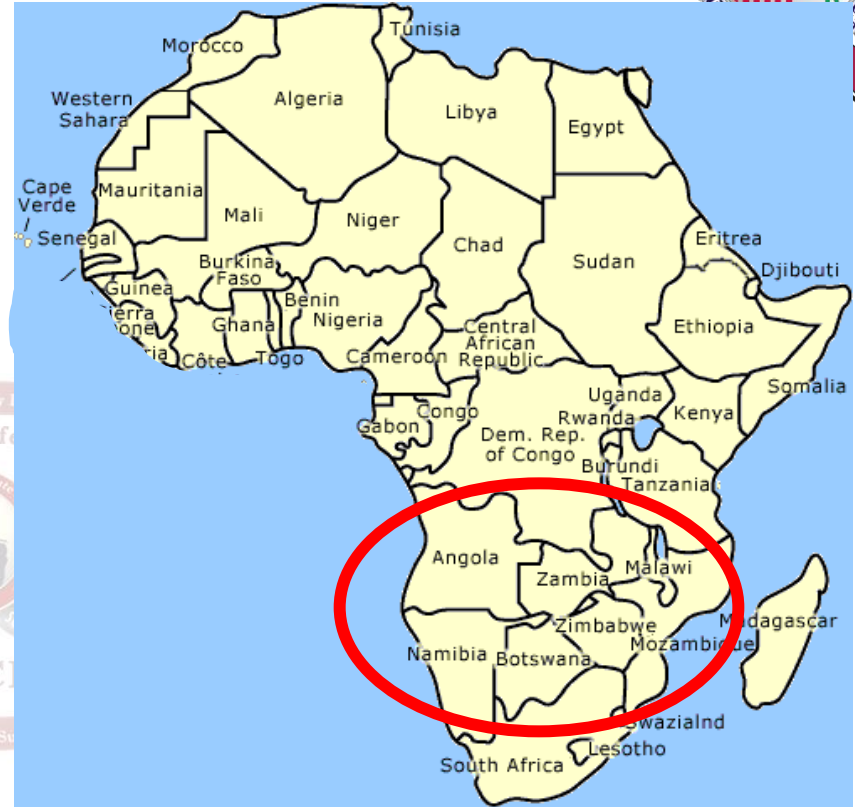 Tunisia
Morocco
Algeria
Western
Sahara
Libya
Egypt
Cape
Verde
Mauritania
Mali
Niger
Chad
Sudan
Eritrea
Senegal
Djibouti
Burkina
Faso
Guinea
Benin
Nigeria
Ghana
Central
African
Republic
Ethiopia
Côte
Togo
Cameroon
Somalia
Uganda
Kenya
Rwanda
Gabon
Congo
Dem. Rep.
of Congo
Burundi
Tanzania
Angola
Zambia
Malawi
Zimbabwe
Madagascar
Mozambique
Namibia
Botswana
Swazialnd
Lesotho
South Africa